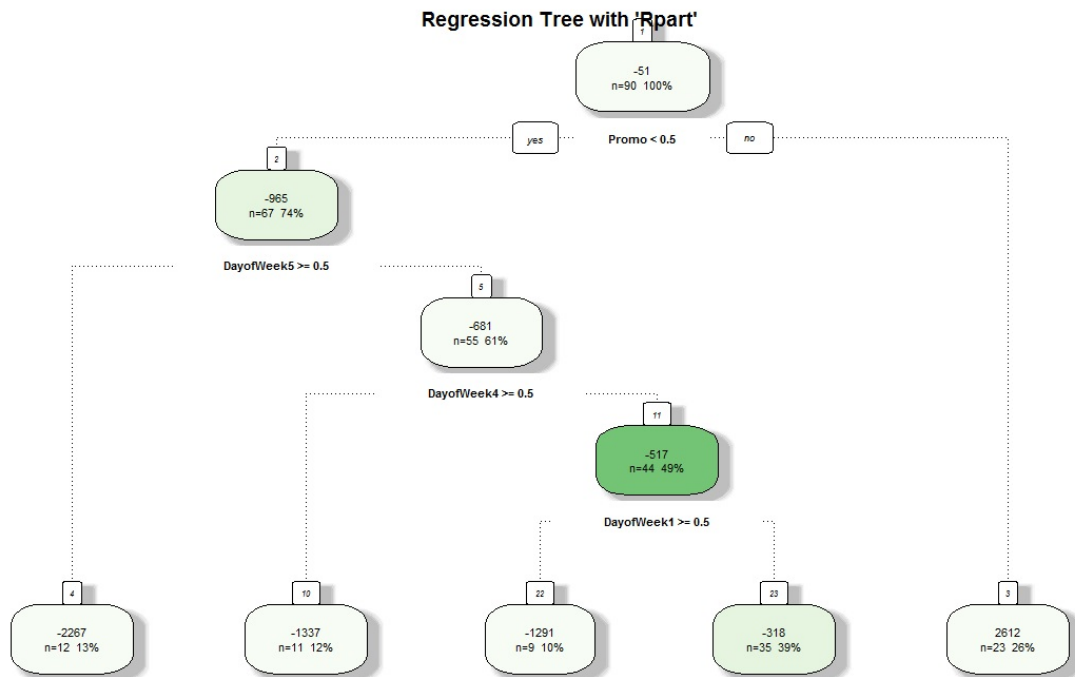 Regression Tree with 'Rpart'
1
-51
n=90 100%
yes
Promo < 0.5
no
2
-965
n=67 74%
DayofWeek5 >= 0.5
5
-681
n=55 61%
DayofWeek4 >= 0.5
11
-517
n=44 49%
DayofWeek1 >= 0.5
4
-2267
n=12 13%
10
-1337
n=11 12%
22
-1291
n=9 10%
23
-318
n=35 39%
3
2612
n=23 26%